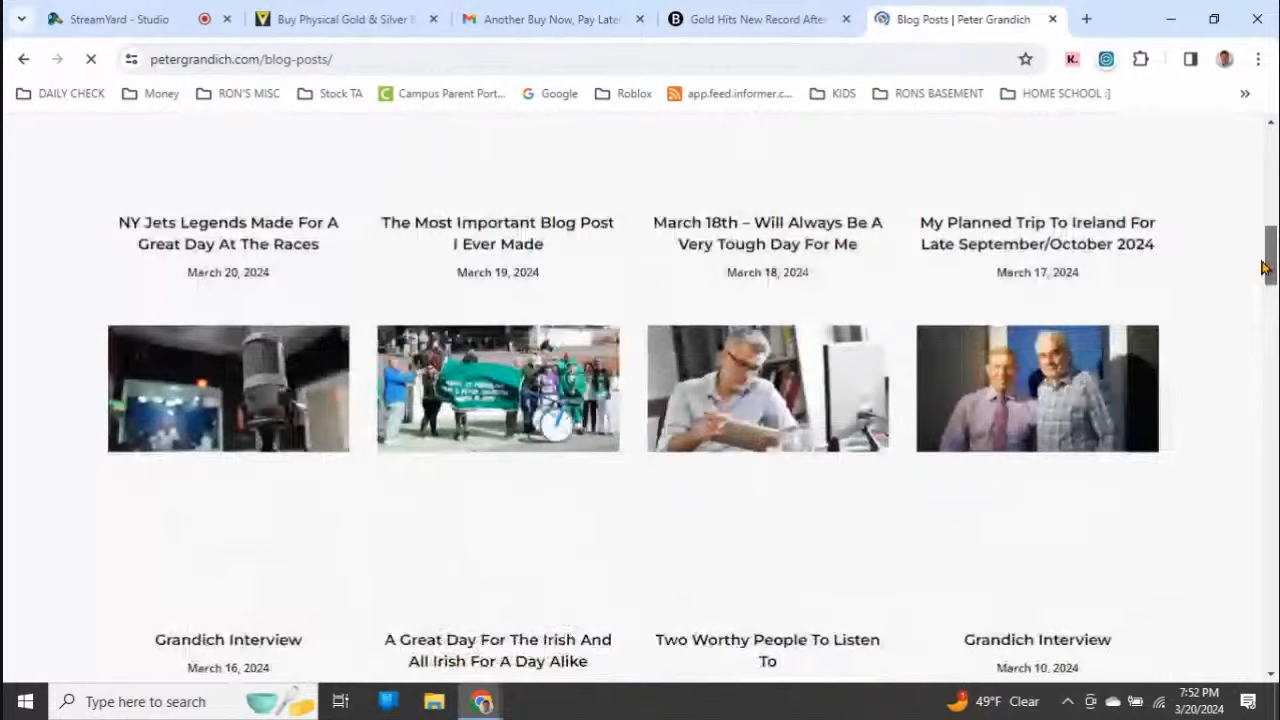 StreamYard - Studio
Buy Physical Gold & Silver B
Another Buy Now, Pay Later
Gold Hits New Record After
Blog Posts | Peter Grandich
petergrandich.com/blog-posts/
K.
DAILY CHECK
Money
RON'S MISC
Stock TA
Campus Parent Port...
Google
Roblox
app.feed.informer.c...
KIDS
RONS BASEMENT
HOME SCHOOL :]
NY Jets Legends Made For A
Great Day At The Races
March 20, 2024
The Most Important Blog Post
I Ever Made
March 19, 2024
March 18th – Will Always Be A
Very Tough Day For Me
March 18, 2024
My Planned Trip To Ireland For
Late September/October 2024
March 17, 2024
Grandich Interview
March 16, 2024
A Great Day For The Irish And
All Irish For A Day Alike
Two Worthy People To Listen
To
Grandich Interview
March 10, 2024
Type here to search
49°F Clear
7:52 PM
3/20/2024